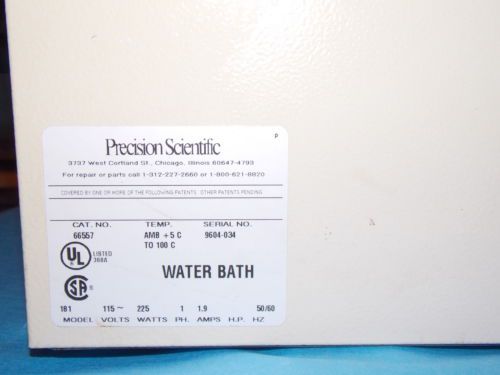 P
Precision Scientific
3737 West Cortland St., Chicago, Illinois 60647-4793
For repair or parts call 1-312-227-2660 or 1-800-621-8820
COVERED BY ONE OR MORE OF THE FOLLOWING PATENTS : OTHER PATENTS PENDING
CAT. NO. TEMP. SERIAL NO.
66557 AMB + 5 C 9604-034
TO 100 C
UL LISTED
388A
SA ®
WATER BATH
181 115 ~ 225 1 1.9 50/60
MODEL VOLTS WATTS PH. AMPS H.P. HZ